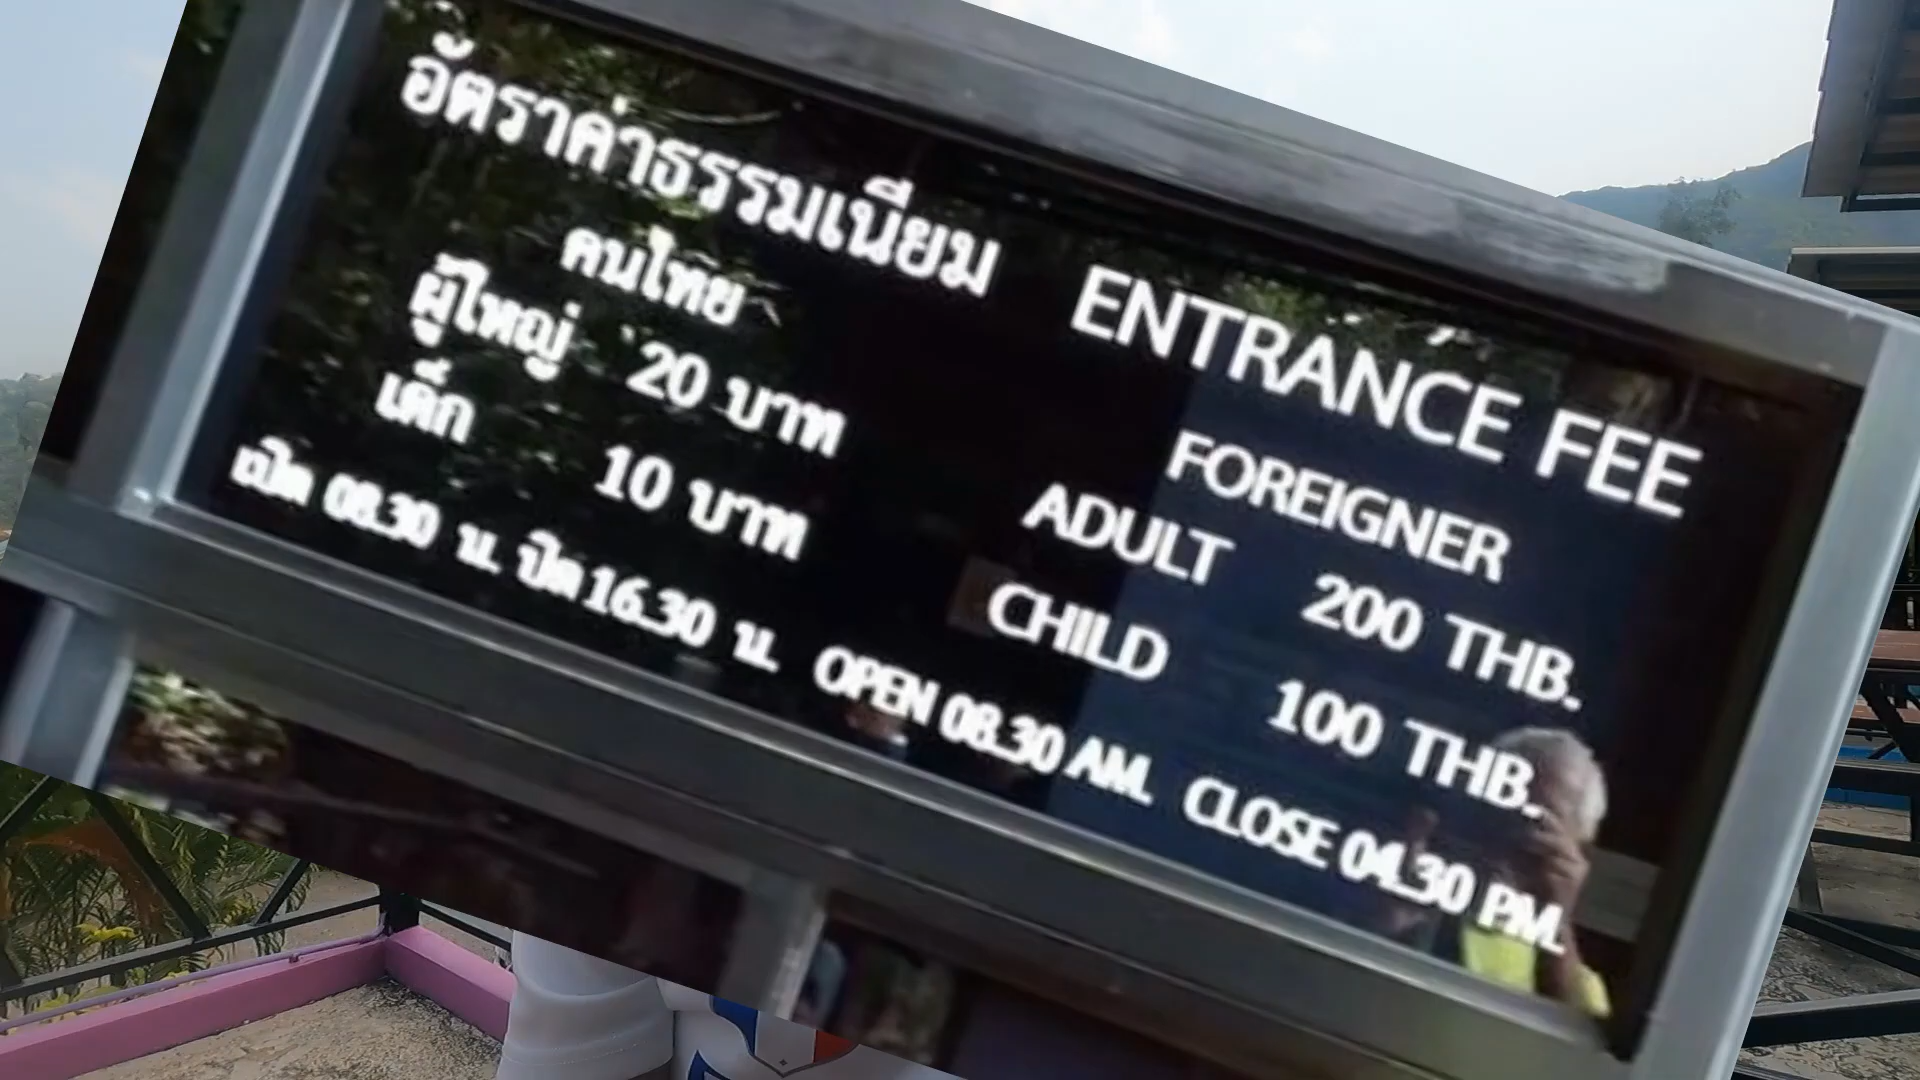 อัตราค่าธรรมเนียม ENTRANCE FEE
คนไทย FOREIGNER
ผู้ใหญ่ 20 บาท ADULT 200 THB.
เด็ก 10 บาท CHILD 100 THB.
เปิด 08.30 น. ปิด 16.30 น. OPEN 08.30 AM. CLOSE 04.30 PM.